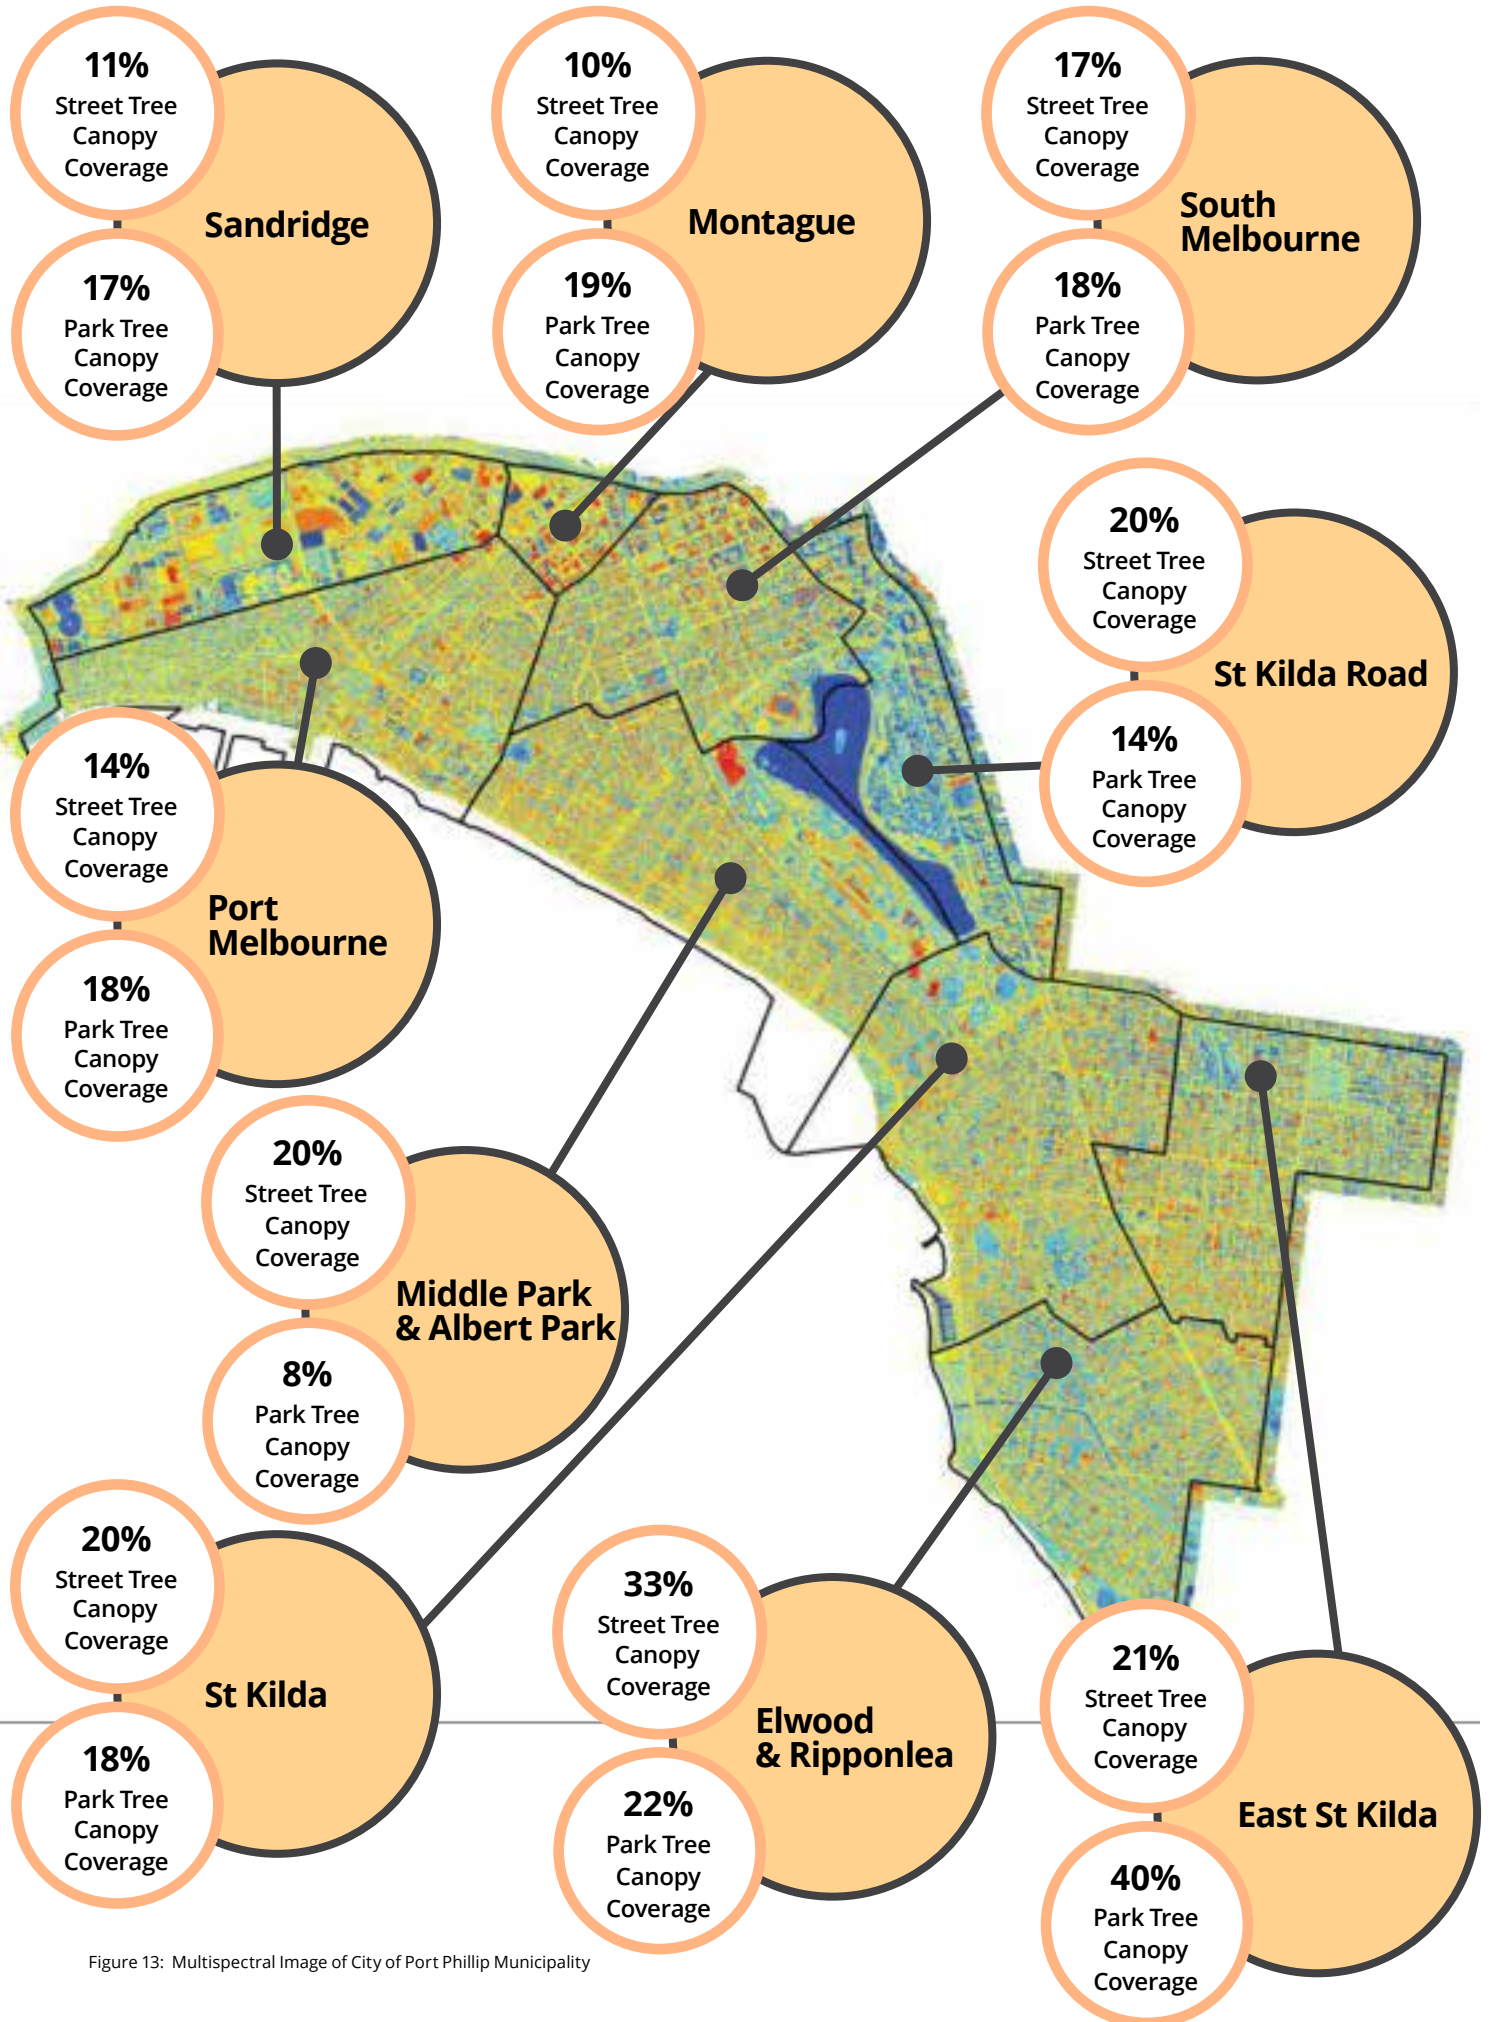 11%
Street Tree
Canopy
Coverage
Sandridge
17%
Park Tree
Canopy
Coverage
10%
Street Tree
Canopy
Coverage
Montague
19%
Park Tree
Canopy
Coverage
17%
Street Tree
Canopy
Coverage
South
Melbourne
18%
Park Tree
Canopy
Coverage
20%
Street Tree
Canopy
Coverage
St Kilda Road
14%
Park Tree
Canopy
Coverage
14%
Street Tree
Canopy
Coverage
Port
Melbourne
18%
Park Tree
Canopy
Coverage
20%
Street Tree
Canopy
Coverage
Middle Park
& Albert Park
8%
Park Tree
Canopy
Coverage
20%
Street Tree
Canopy
Coverage
St Kilda
18%
Park Tree
Canopy
Coverage
33%
Street Tree
Canopy
Coverage
Elwood
& Ripponlea
22%
Park Tree
Canopy
Coverage
21%
Street Tree
Canopy
Coverage
East St Kilda
40%
Park Tree
Canopy
Coverage
Figure 13: Multispectral Image of City of Port Phillip Municipality